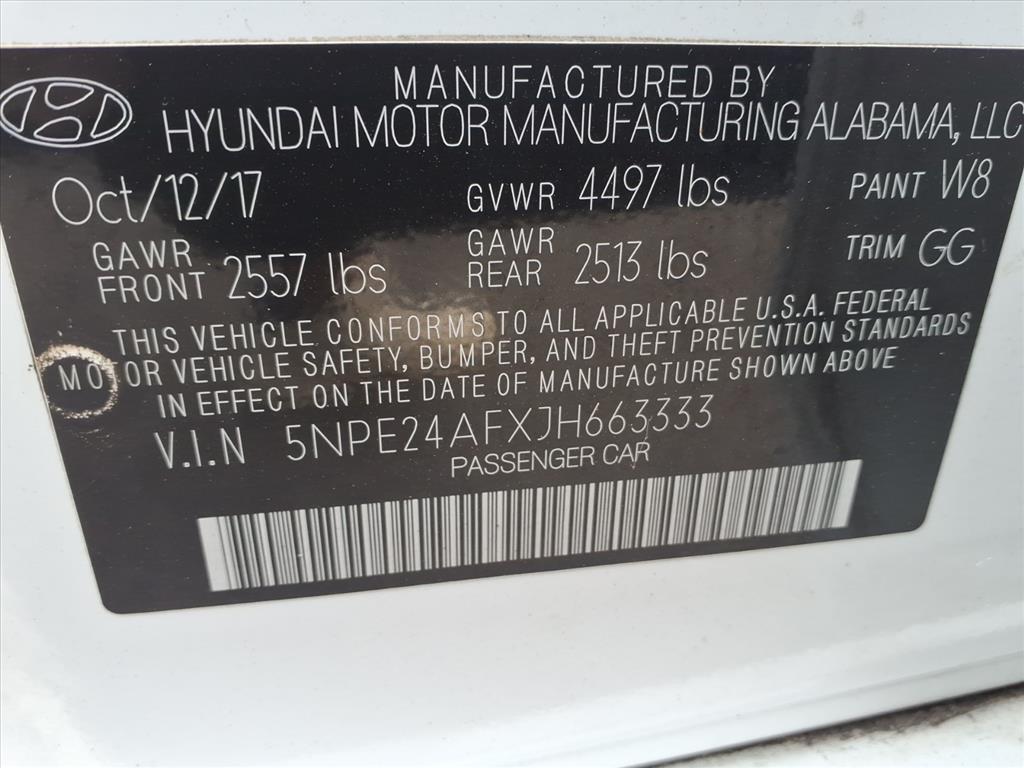 MANUFACTURED BY
HYUNDAI MOTOR MANUFACTURING ALABAMA, LLC
Oct/12/17 GVWR 4497 lbs PAINT W8
GAWR FRONT 2557 lbs GAWR REAR 2513 lbs TRIM GG
THIS VEHICLE CONFORMS TO ALL APPLICABLE U.S.A. FEDERAL
MOTOR VEHICLE SAFETY, BUMPER, AND THEFT PREVENTION STANDARDS
IN EFFECT ON THE DATE OF MANUFACTURE SHOWN ABOVE
V.I.N 5NPE24AFXJH663333
PASSENGER CAR